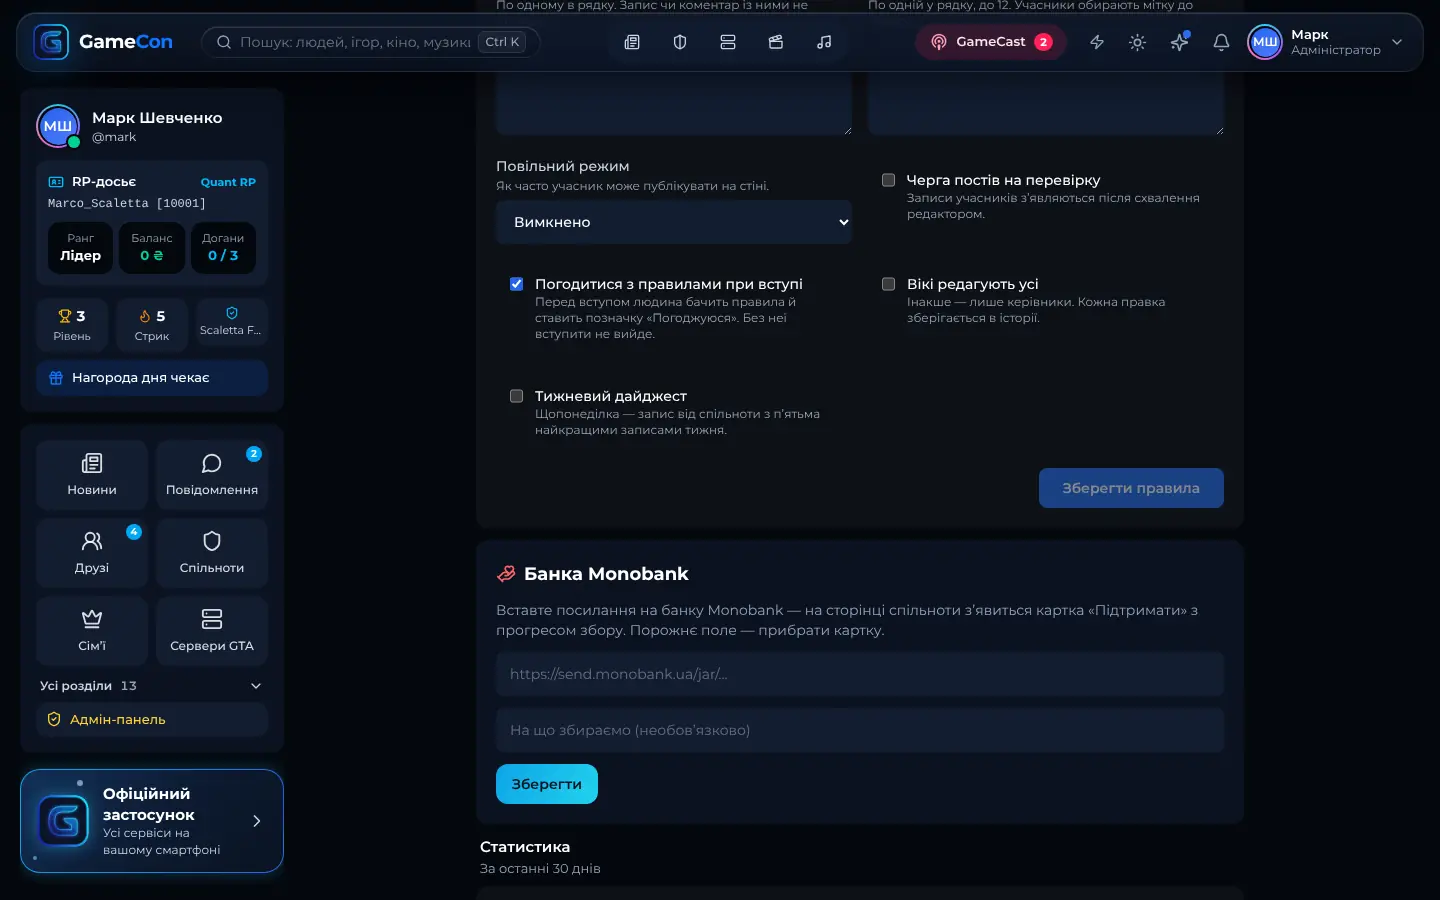 По одному в рядку. Запис чи коментар із ними не
По одній у рядку, до 12. Учасники обирають мітку до
GameCon
Пошук: людей, ігор, кіно, музики
Ctrl K
GameCast 2
МШ
Марк
Адміністратор
МШ
Марк Шевченко
@mark
RP-досьє
Quant RP
Marco_Scaletta [10001]
Ранг
Лідер
Баланс
0 ₴
Догани
0 / 3
3
Рівень
5
Стрик
Scaletta F...
Нагорода дня чекає
Новини
2
Повідомлення
4
Друзі
Спільноти
Сім'ї
Сервери GTA
Усі розділи 13
Адмін-панель
Офіційний
застосунок
Усі сервіси на
вашому смартфоні
Повільний режим
Як часто учасник може публікувати на стіні.
Вимкнено
Черга постів на перевірку
Записи учасників з'являються після схвалення
редактором.
Погодитися з правилами при вступі
Перед вступом людина бачить правила й
ставить позначку «Погоджуюся». Без неї
вступити не вийде.
Вікі редагують усі
Інакше — лише керівники. Кожна правка
зберігається в історії.
Тижневий дайджест
Щопонеділка — запис від спільноти з п'ятьма
найкращими записами тижня.
Зберегти правила
Банка Monobank
Вставте посилання на банку Monobank — на сторінці спільноти з'явиться картка «Підтримати» з
прогресом збору. Порожнє поле — прибрати картку.
https://send.monobank.ua/jar/...
На що збираємо (необов'язково)
Зберегти
Статистика
За останні 30 днів